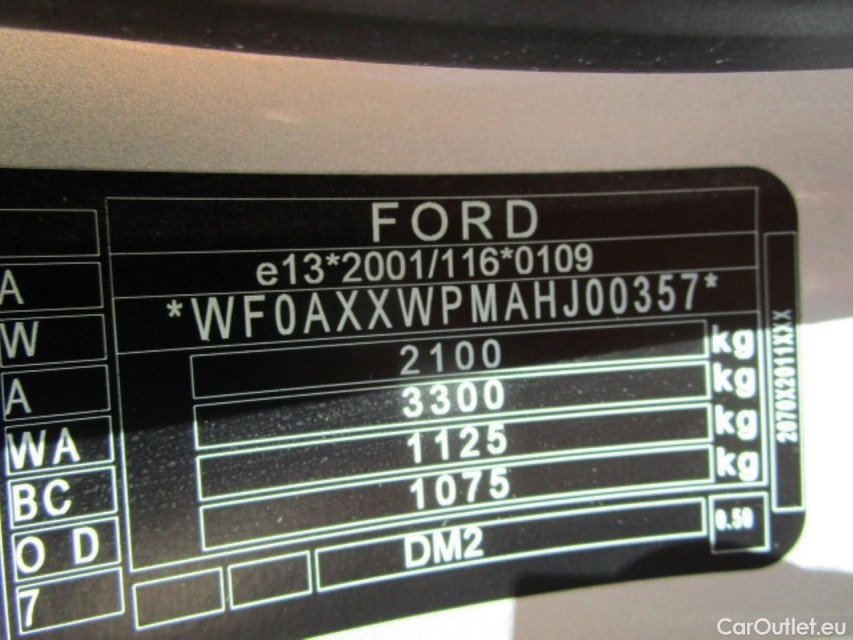 FORD
e13*2001/116*0109
*WF0AXXWPMAHJ00357*
2100 kg
3300 kg
1125 kg
1075 kg
DM2
0.50
2070X2011XXX
A
W
A
WA
BC
O D
7
CarOutlet.eu